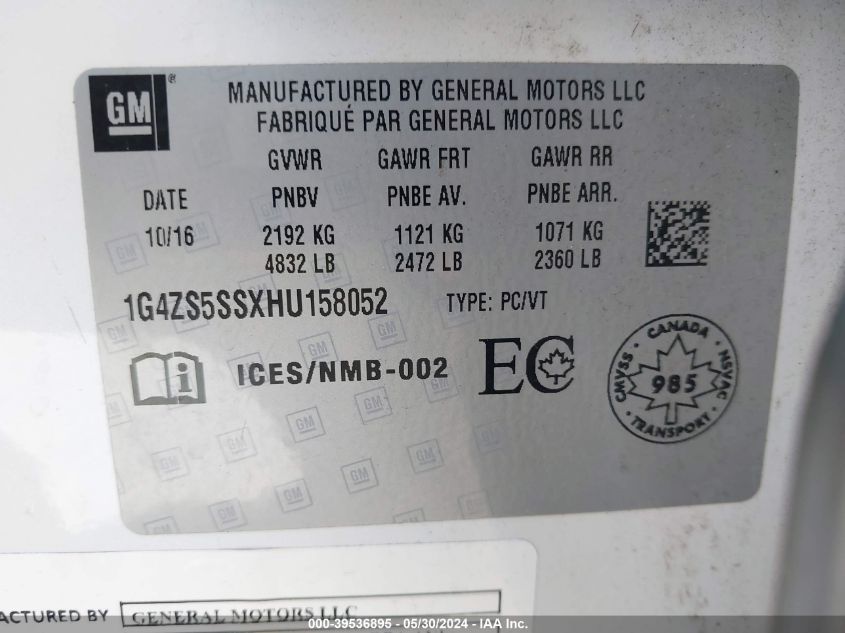 GM ®
MANUFACTURED BY GENERAL MOTORS LLC
FABRIQUÉ PAR GENERAL MOTORS LLC
GVWR GAWR FRT GAWR RR
DATE PNBV PNBE AV. PNBE ARR.
10/16 2192 KG 1121 KG 1071 KG
4832 LB 2472 LB 2360 LB
1G4ZS5SSXHU158052 TYPE: PC/VT
i ICES/NMB-002 EC
CANADA
CMVSS 985 NSVAC
TRANSPORT
ACTURED BY GENERAL MOTORS LLC
000-39536895 - 05/30/2024 - IAA Inc.